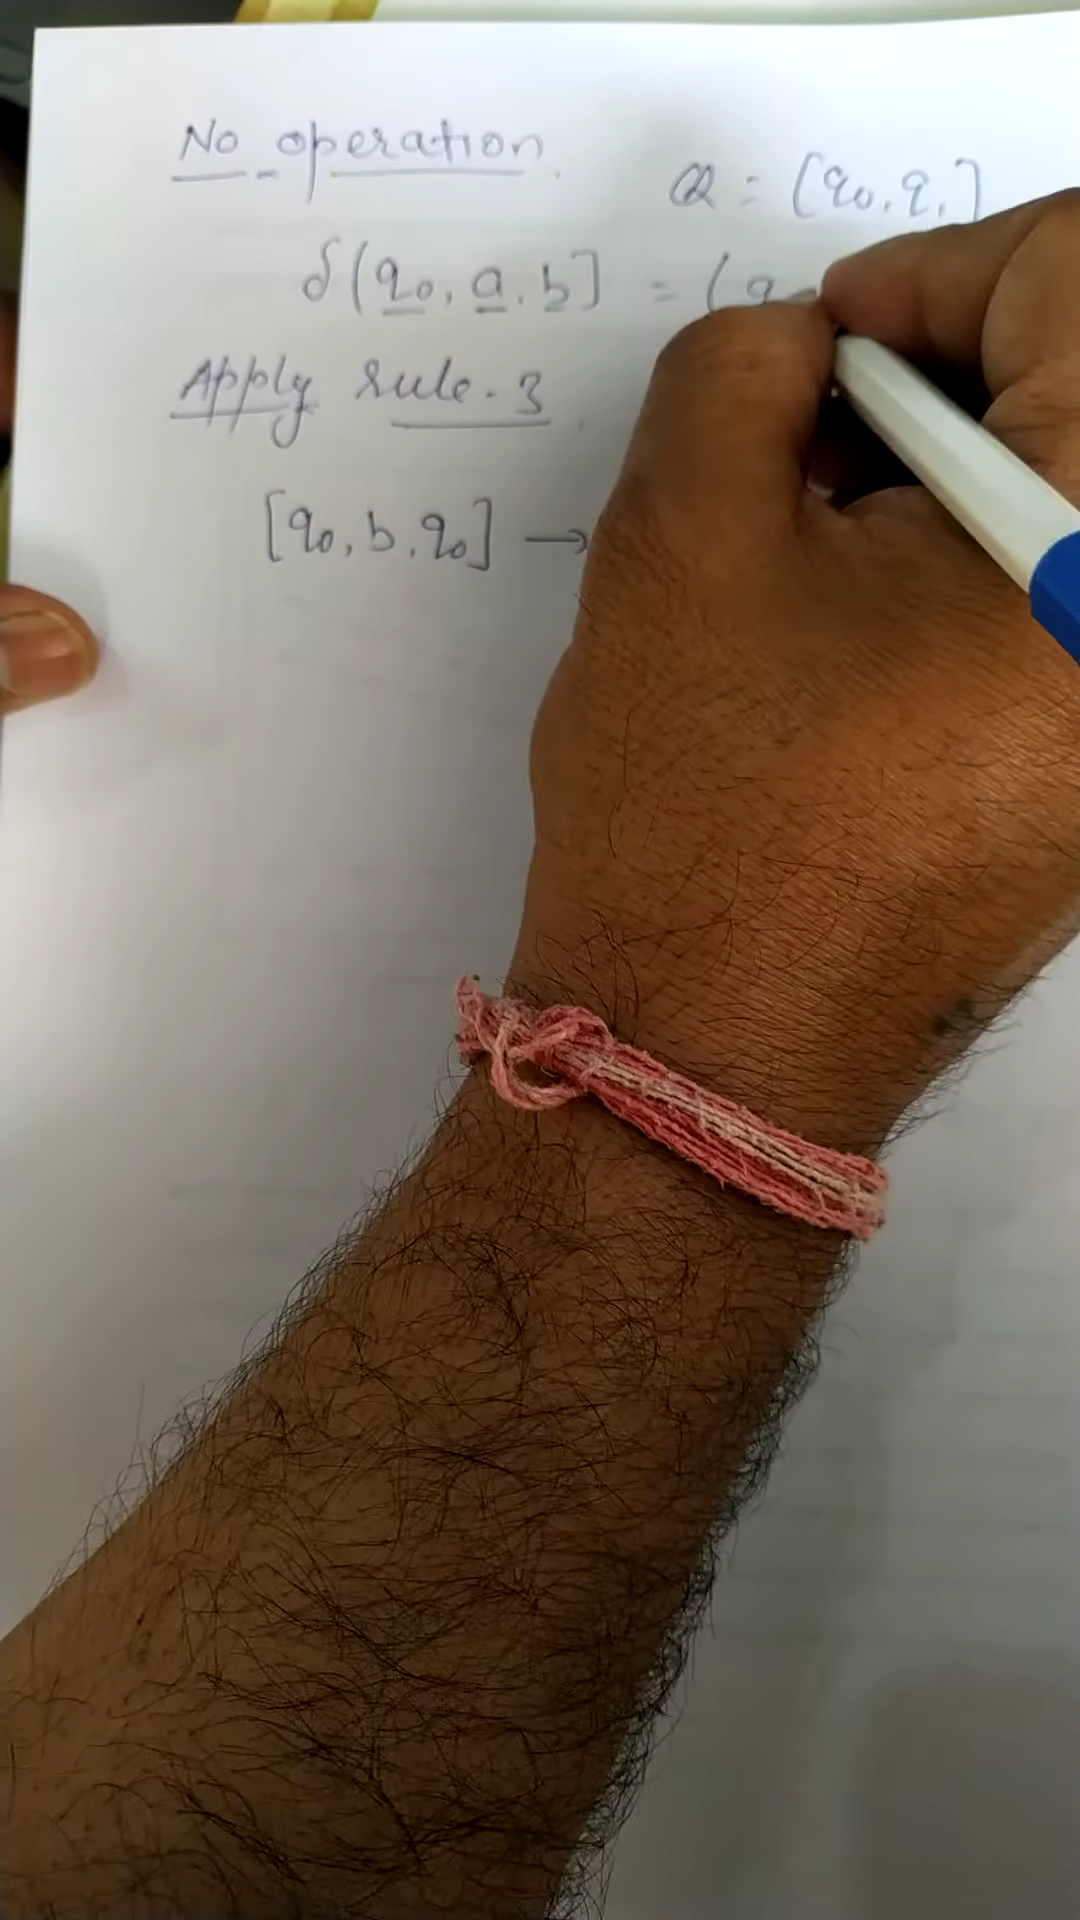 No operation.
Q = [q0, q1]
δ(q0, a, b] = (q
Apply rule - 3.
[q0, b, q0] →